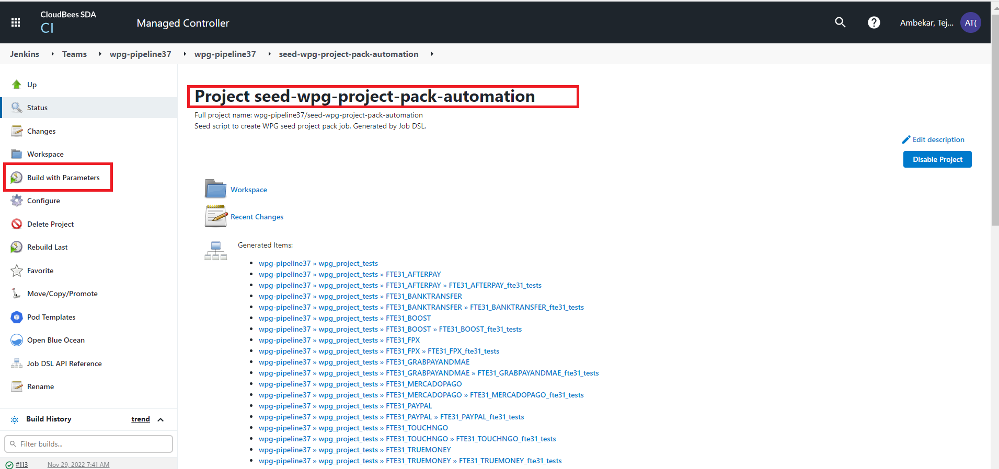 CloudBees SDA
CI
Managed Controller
Ambekar, Tej...
AT(
Jenkins
Teams
wpg-pipeline37
wpg-pipeline37
seed-wpg-project-pack-automation
Up
Status
Changes
Workspace
Build with Parameters
Configure
Delete Project
Rebuild Last
Favorite
Move/Copy/Promote
Pod Templates
Open Blue Ocean
Job DSL API Reference
Rename
Build History
trend
Filter builds...
#113
Nov 29, 2022 7:41 AM
Project seed-wpg-project-pack-automation
Full project name: wpg-pipeline37/seed-wpg-project-pack-automation
Seed script to create WPG seed project pack job. Generated by Job DSL.
Edit description
Disable Project
Workspace
Recent Changes
Generated Items:
wpg-pipeline37 » wpg_project_tests
wpg-pipeline37 » wpg_project_tests » FTE31_AFTERPAY
wpg-pipeline37 » wpg_project_tests » FTE31_AFTERPAY » FTE31_AFTERPAY_fte31_tests
wpg-pipeline37 » wpg_project_tests » FTE31_BANKTRANSFER
wpg-pipeline37 » wpg_project_tests » FTE31_BANKTRANSFER » FTE31_BANKTRANSFER_fte31_tests
wpg-pipeline37 » wpg_project_tests » FTE31_BOOST
wpg-pipeline37 » wpg_project_tests » FTE31_BOOST » FTE31_BOOST_fte31_tests
wpg-pipeline37 » wpg_project_tests » FTE31_FPX
wpg-pipeline37 » wpg_project_tests » FTE31_FPX » FTE31_FPX_fte31_tests
wpg-pipeline37 » wpg_project_tests » FTE31_GRABPAYANDMAE
wpg-pipeline37 » wpg_project_tests » FTE31_GRABPAYANDMAE » FTE31_GRABPAYANDMAE_fte31_tests
wpg-pipeline37 » wpg_project_tests » FTE31_MERCADOPAGO
wpg-pipeline37 » wpg_project_tests » FTE31_MERCADOPAGO » FTE31_MERCADOPAGO_fte31_tests
wpg-pipeline37 » wpg_project_tests » FTE31_PAYPAL
wpg-pipeline37 » wpg_project_tests » FTE31_PAYPAL » FTE31_PAYPAL_fte31_tests
wpg-pipeline37 » wpg_project_tests » FTE31_TOUCHNGO
wpg-pipeline37 » wpg_project_tests » FTE31_TOUCHNGO » FTE31_TOUCHNGO_fte31_tests
wpg-pipeline37 » wpg_project_tests » FTE31_TRUEMONEY
wpg-pipeline37 » wpg_project_tests » FTE31_TRUEMONEY » FTE31_TRUEMONEY_fte31_tests